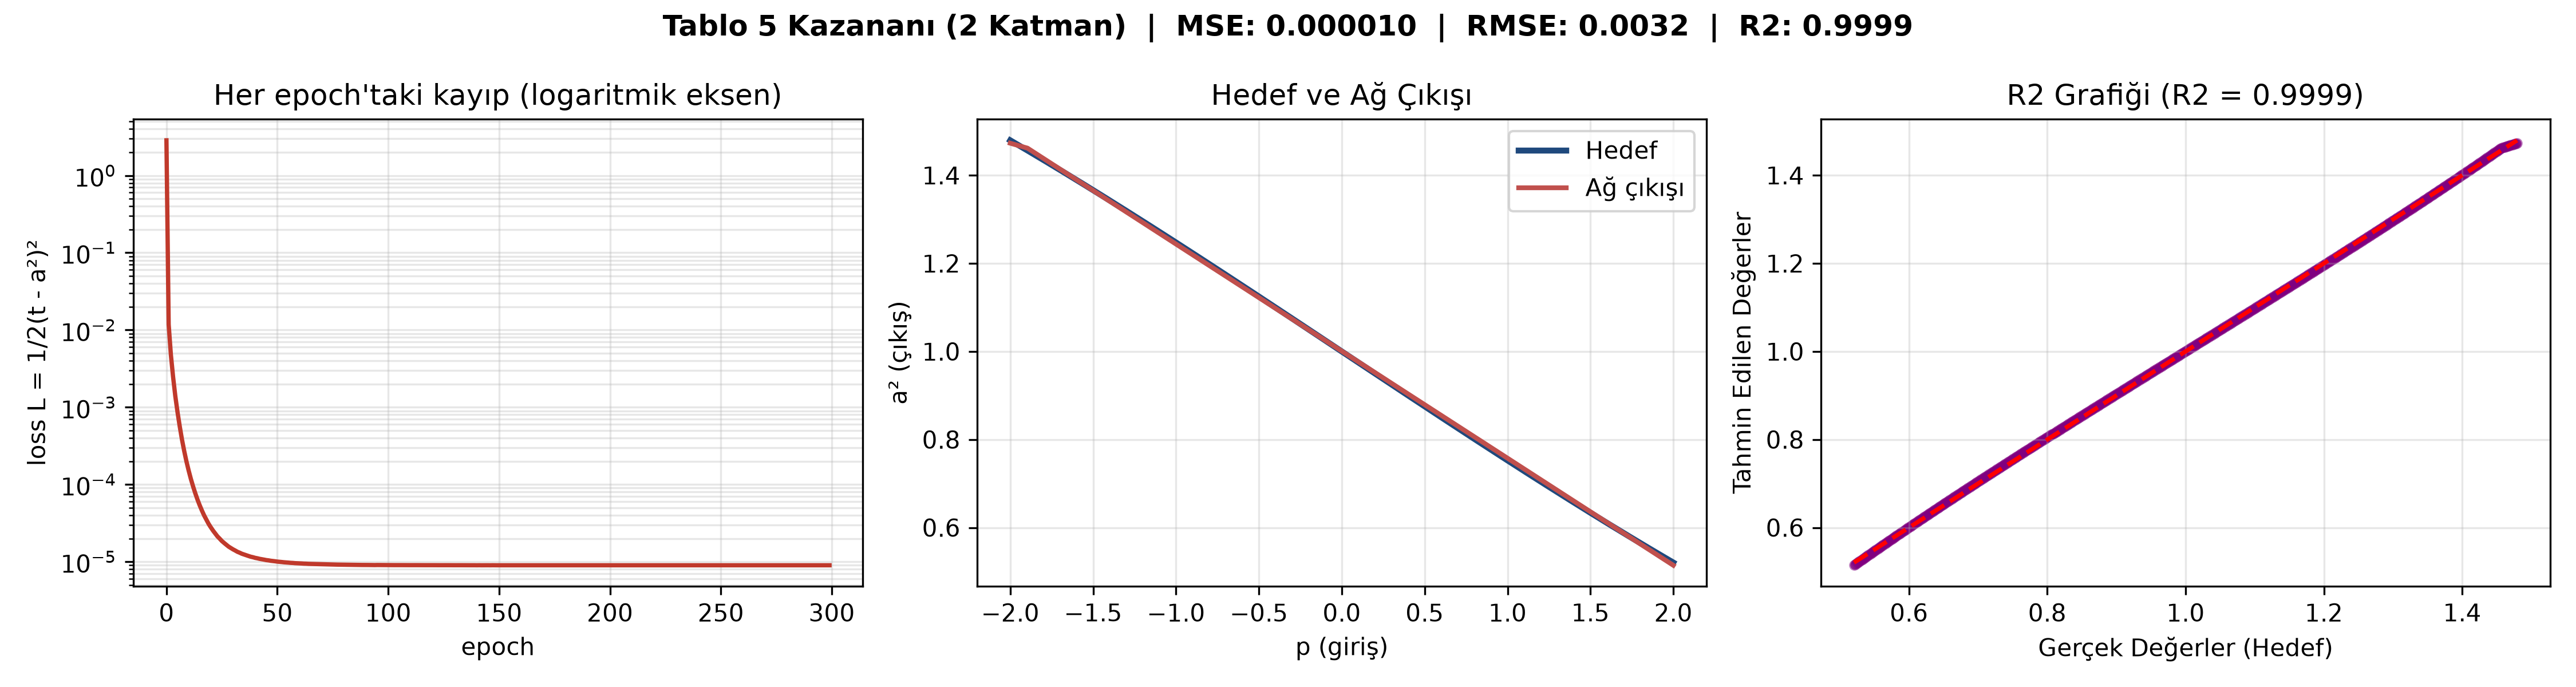 Tablo 5 Kazananı (2 Katman) | MSE: 0.000010 | RMSE: 0.0032 | R2: 0.9999
Her epoch'taki kayıp (logaritmik eksen)
loss L = 1/2(t - a²)²
10⁰
10⁻¹
10⁻²
10⁻³
10⁻⁴
10⁻⁵
0 50 100 150 200 250 300
epoch
Hedef ve Ağ Çıkışı
Hedef
Ağ çıkışı
a² (çıkış)
1.4
1.2
1.0
0.8
0.6
−2.0 −1.5 −1.0 −0.5 0.0 0.5 1.0 1.5 2.0
p (giriş)
R2 Grafiği (R2 = 0.9999)
Tahmin Edilen Değerler
1.4
1.2
1.0
0.8
0.6
0.6 0.8 1.0 1.2 1.4
Gerçek Değerler (Hedef)